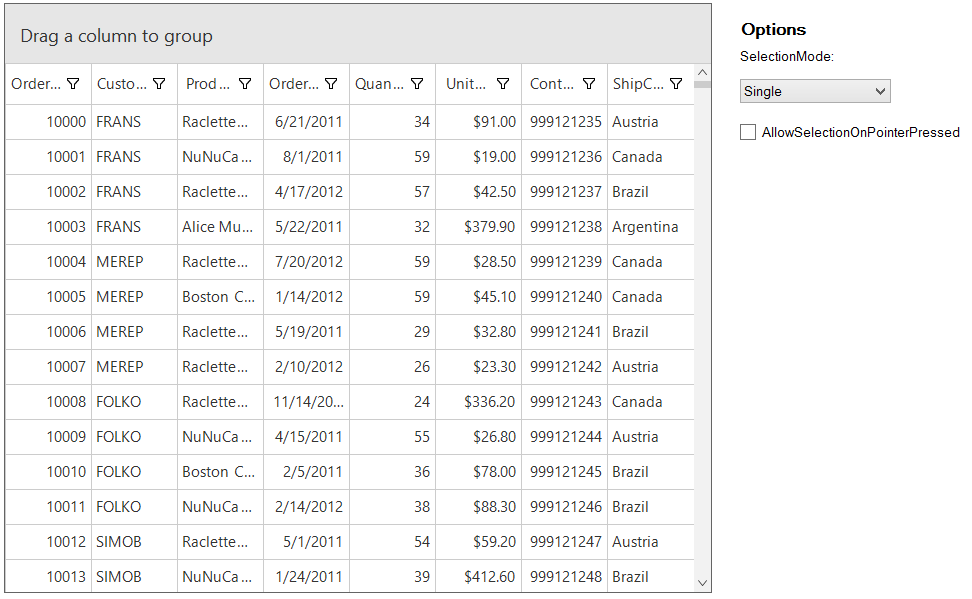 Drag a column to group
Order... Custo... Prod... Order... Quan... Unit... Cont... ShipC...
10000 FRANS Raclette... 6/21/2011 34 $91.00 999121235 Austria
10001 FRANS NuNuCa... 8/1/2011 59 $19.00 999121236 Canada
10002 FRANS Raclette... 4/17/2012 57 $42.50 999121237 Brazil
10003 FRANS Alice Mu... 5/22/2011 32 $379.90 999121238 Argentina
10004 MEREP Raclette... 7/20/2012 59 $28.50 999121239 Canada
10005 MEREP Boston C... 1/14/2012 59 $45.10 999121240 Canada
10006 MEREP Raclette... 5/19/2011 29 $32.80 999121241 Brazil
10007 MEREP Raclette... 2/10/2012 26 $23.30 999121242 Austria
10008 FOLKO Raclette... 11/14/20... 24 $336.20 999121243 Canada
10009 FOLKO NuNuCa... 4/15/2011 55 $26.80 999121244 Austria
10010 FOLKO Boston C... 2/5/2011 36 $78.00 999121245 Brazil
10011 FOLKO NuNuCa... 2/14/2012 38 $88.30 999121246 Brazil
10012 SIMOB Raclette... 5/1/2011 54 $59.20 999121247 Austria
10013 SIMOB NuNuCa... 1/24/2011 39 $412.60 999121248 Brazil
Options
SelectionMode:
Single
AllowSelectionOnPointerPressed